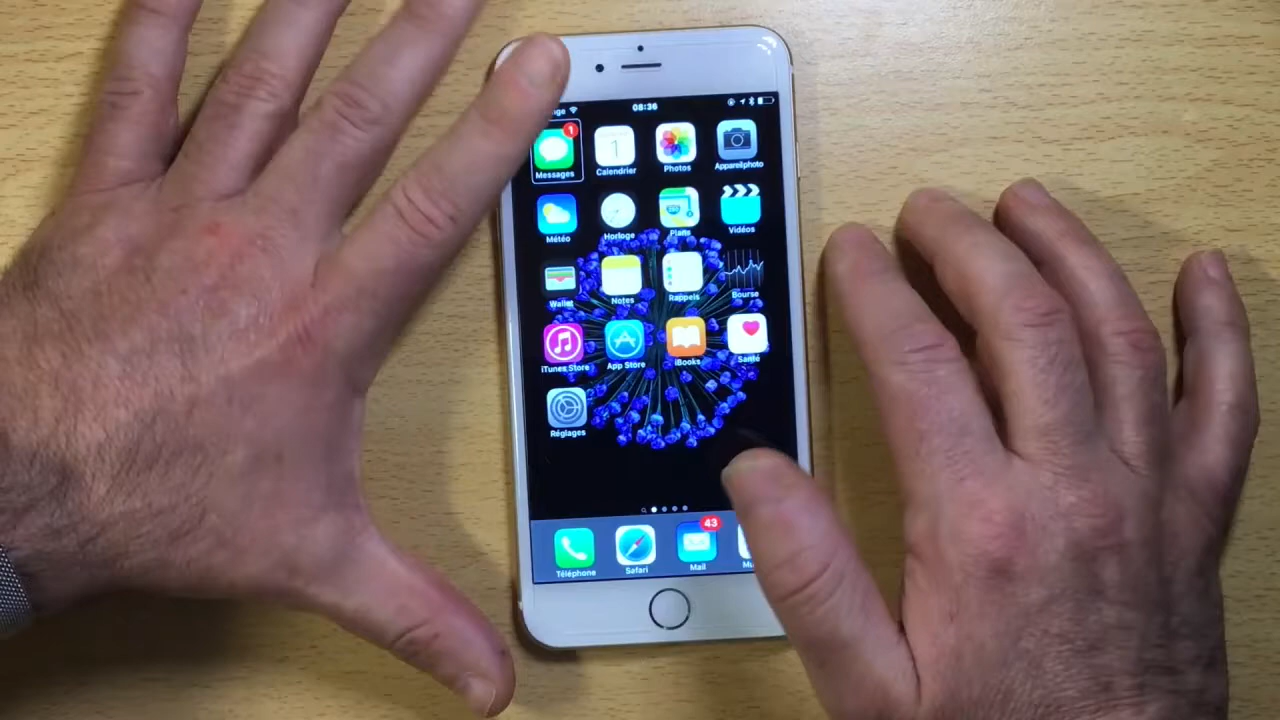 08:36
1
Messages
1
Calendrier
Photos
Appareil photo
Météo
Horloge
Plans
Vidéos
Wallet
Notes
Rappels
Bourse
iTunes Store
App Store
iBooks
Santé
Réglages
43
Téléphone
Safari
Mail